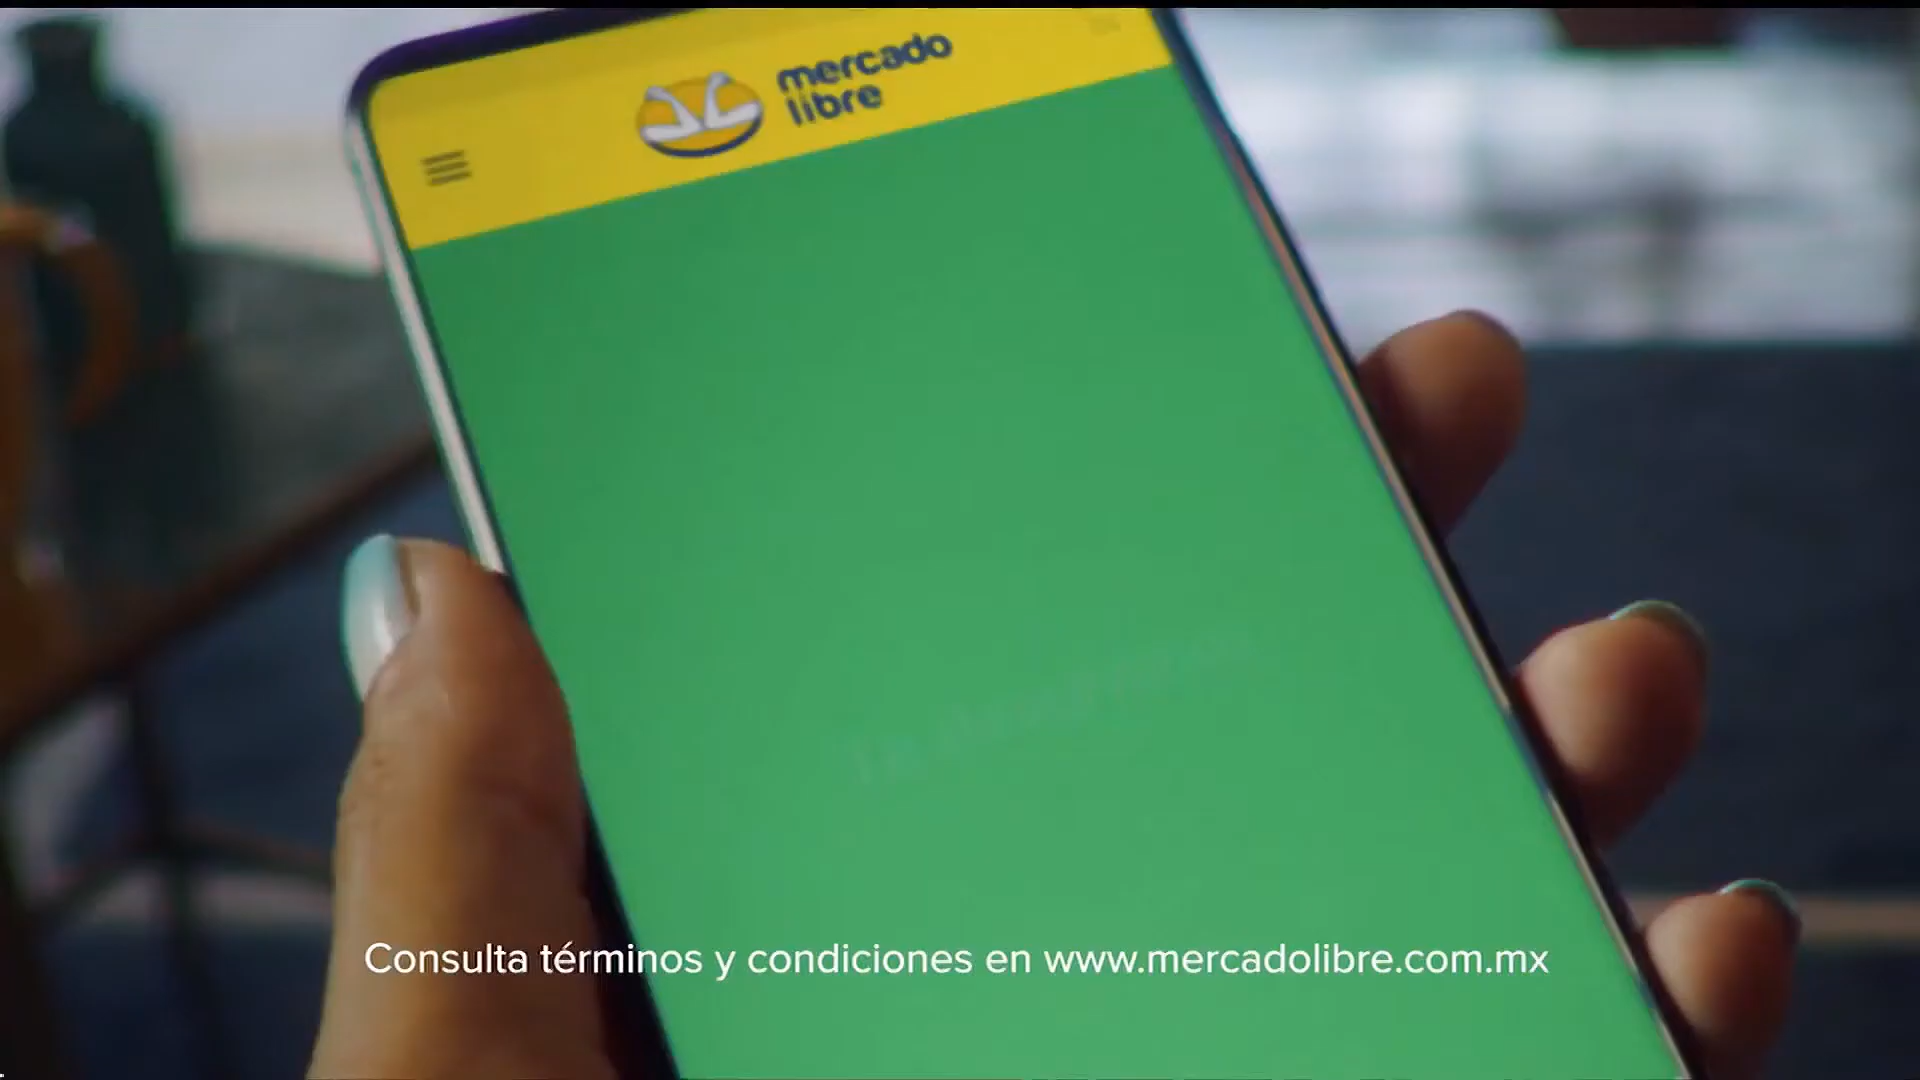 mercado
libre
Consulta términos y condiciones en www.mercadolibre.com.mx